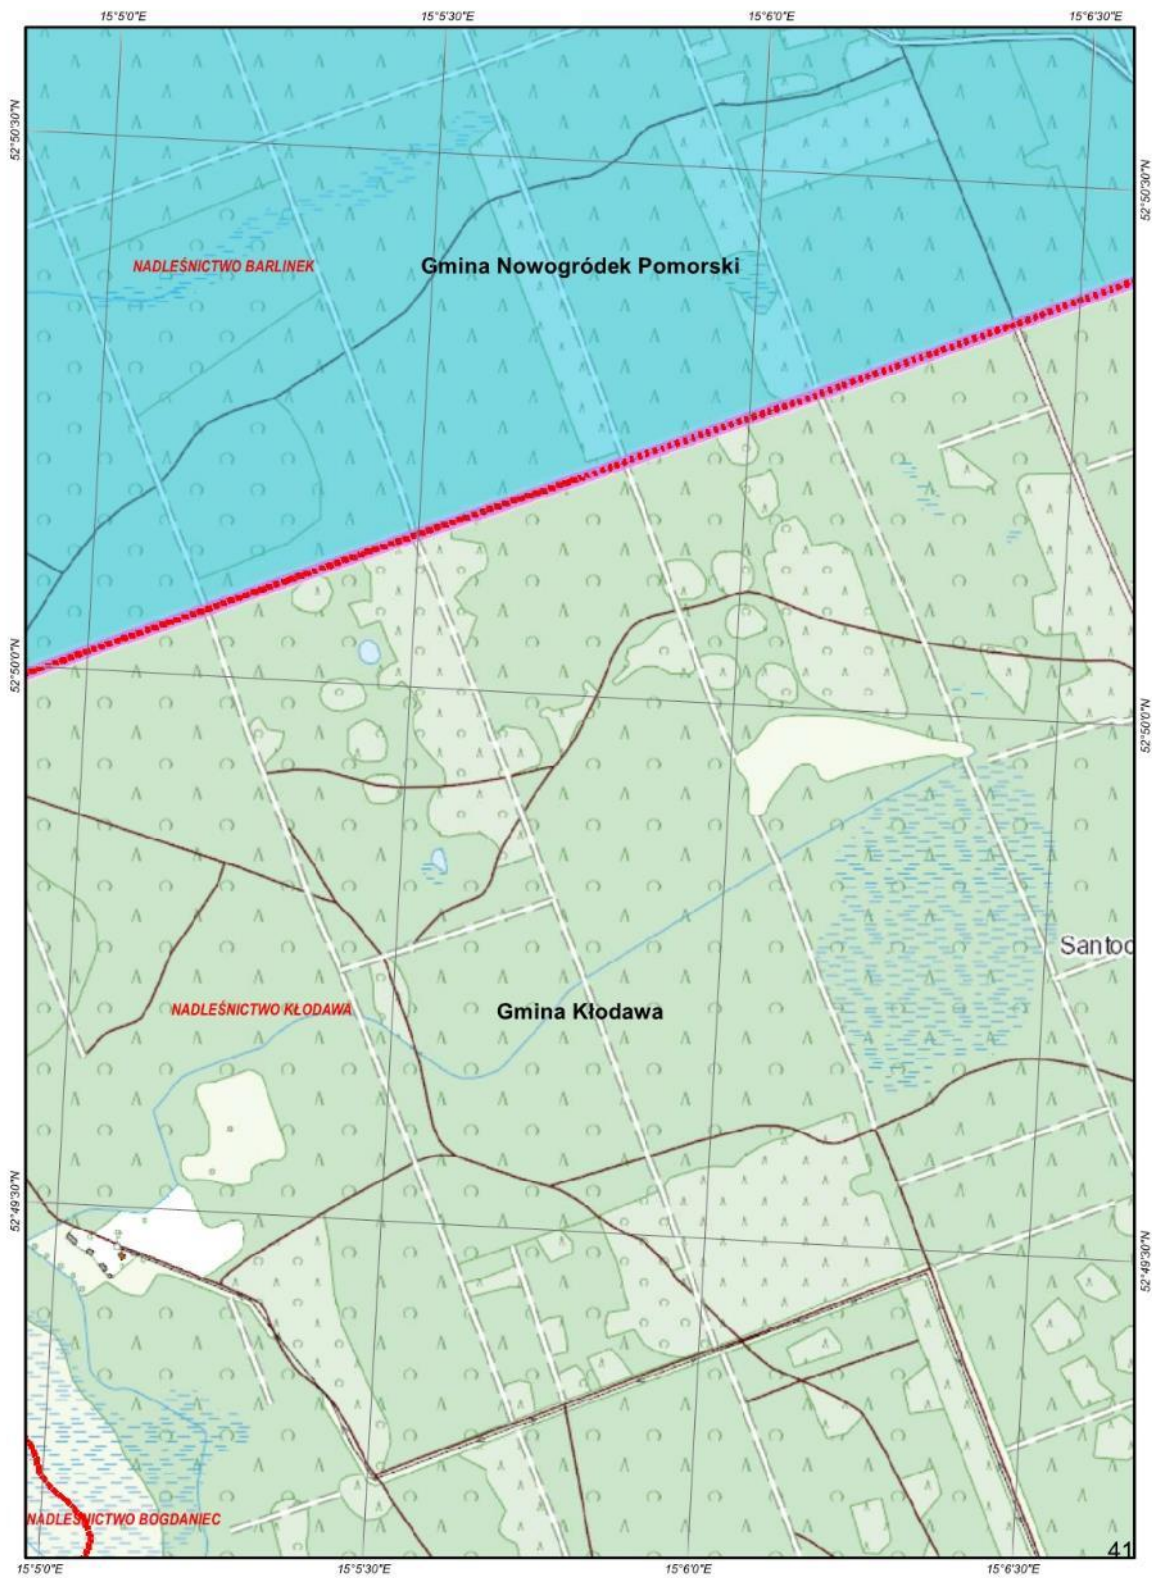 15°5'0"E 15°5'30"E 15°6'0"E 15°6'30"E
52°50'30"N
52°50'30"N
NADLEŚNICTWO BARLINEK
Gmina Nowogródek Pomorski
52°50'0"N
52°50'0"N
Santoc
NADLEŚNICTWO KŁODAWA
Gmina Kłodawa
52°49'30"N
52°49'30"N
NADLEŚNICTWO BOGDANIEC
41
15°5'0"E 15°5'30"E 15°6'0"E 15°6'30"E